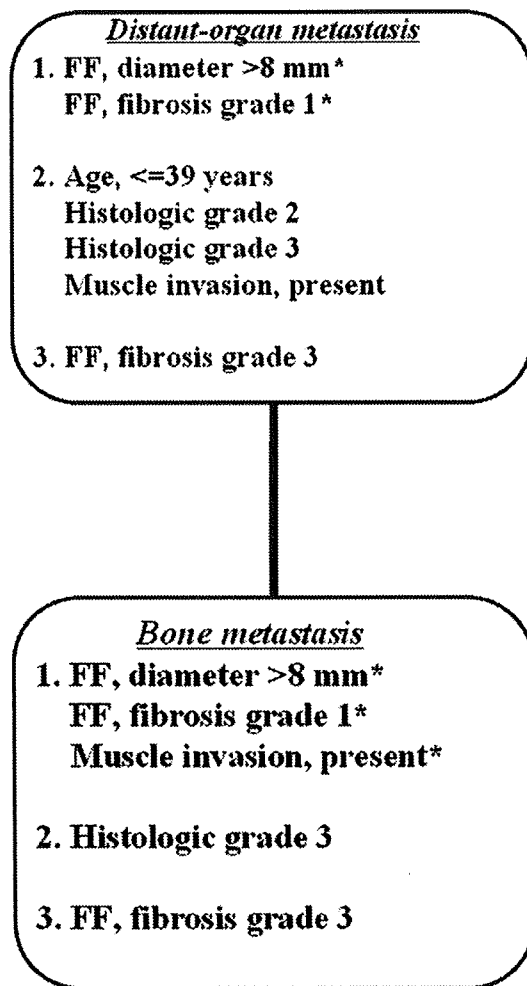 Distant-organ metastasis
1. FF, diameter >8 mm*
FF, fibrosis grade 1*
2. Age, <=39 years
Histologic grade 2
Histologic grade 3
Muscle invasion, present
3. FF, fibrosis grade 3
Bone metastasis
1. FF, diameter >8 mm*
FF, fibrosis grade 1*
Muscle invasion, present*
2. Histologic grade 3
3. FF, fibrosis grade 3